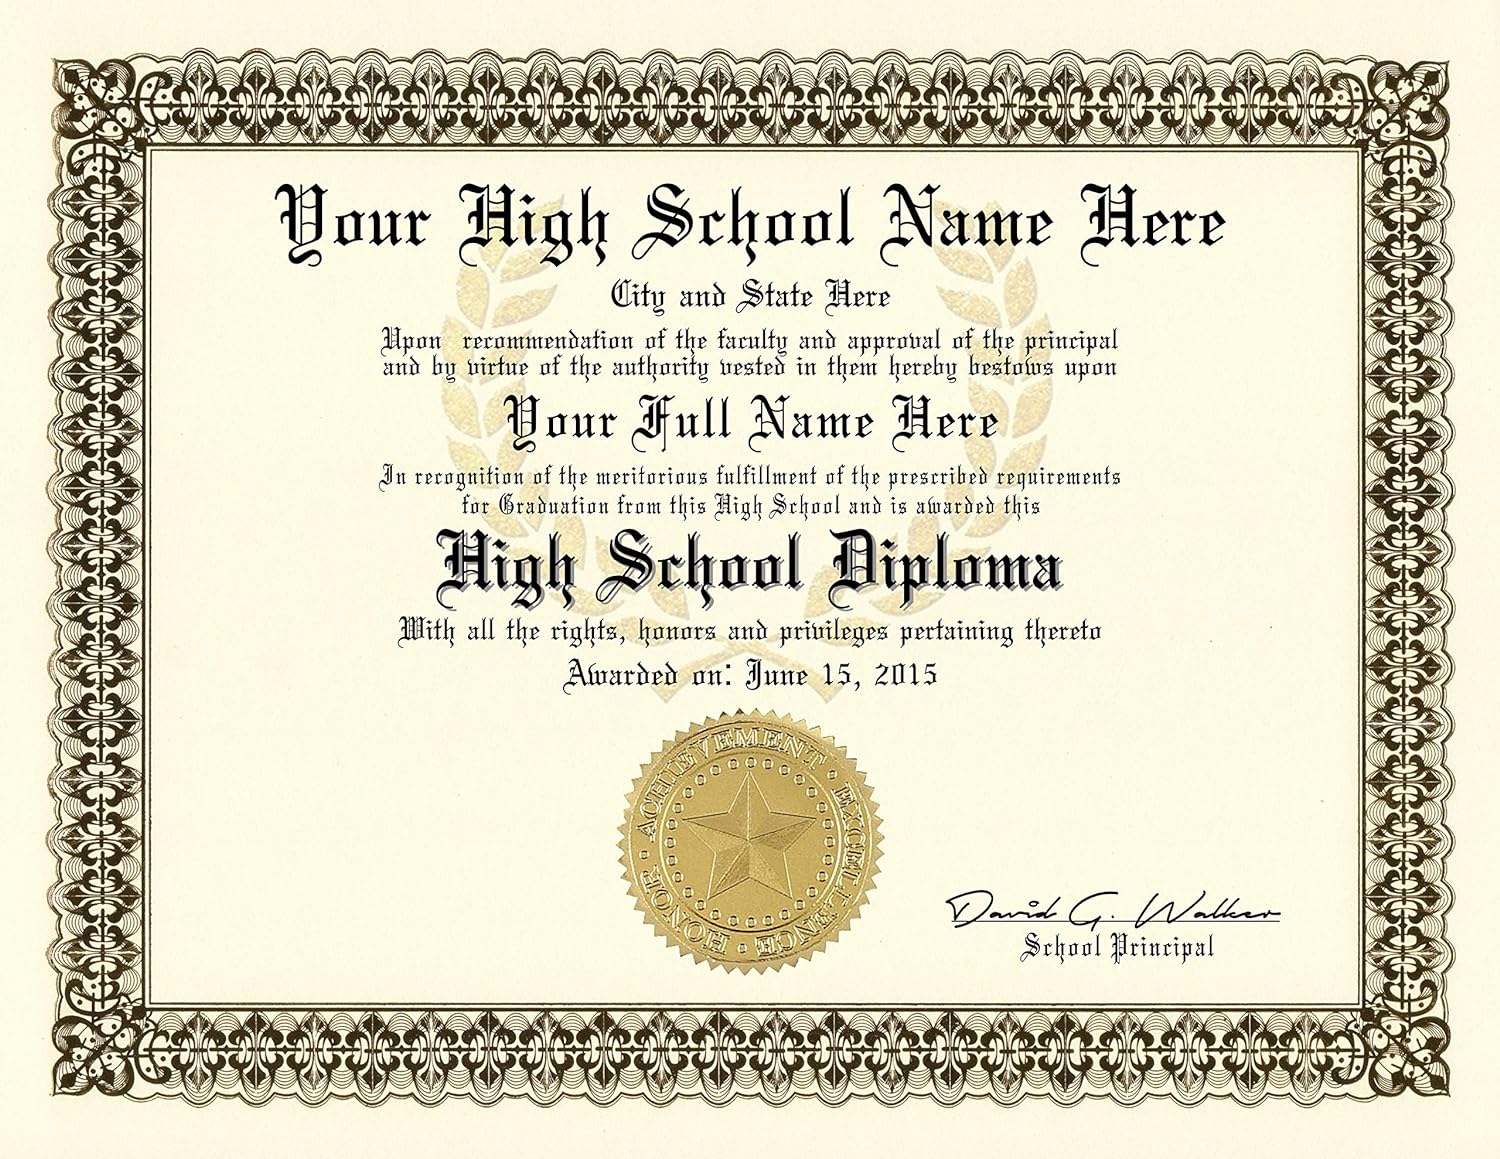 Your High School Name Here
City and State Here
Upon recommendation of the faculty and approval of the principal
and by virtue of the authority vested in them hereby bestows upon
Your Full Name Here
In recognition of the meritorious fulfillment of the prescribed requirements
for Graduation from this High School and is awarded this
High School Diploma
With all the rights, honors and privileges pertaining thereto
Awarded on: June 15, 2015
HONOR · ACHIEVEMENT · EXCELLENCE ·
David G. Walker
School Principal